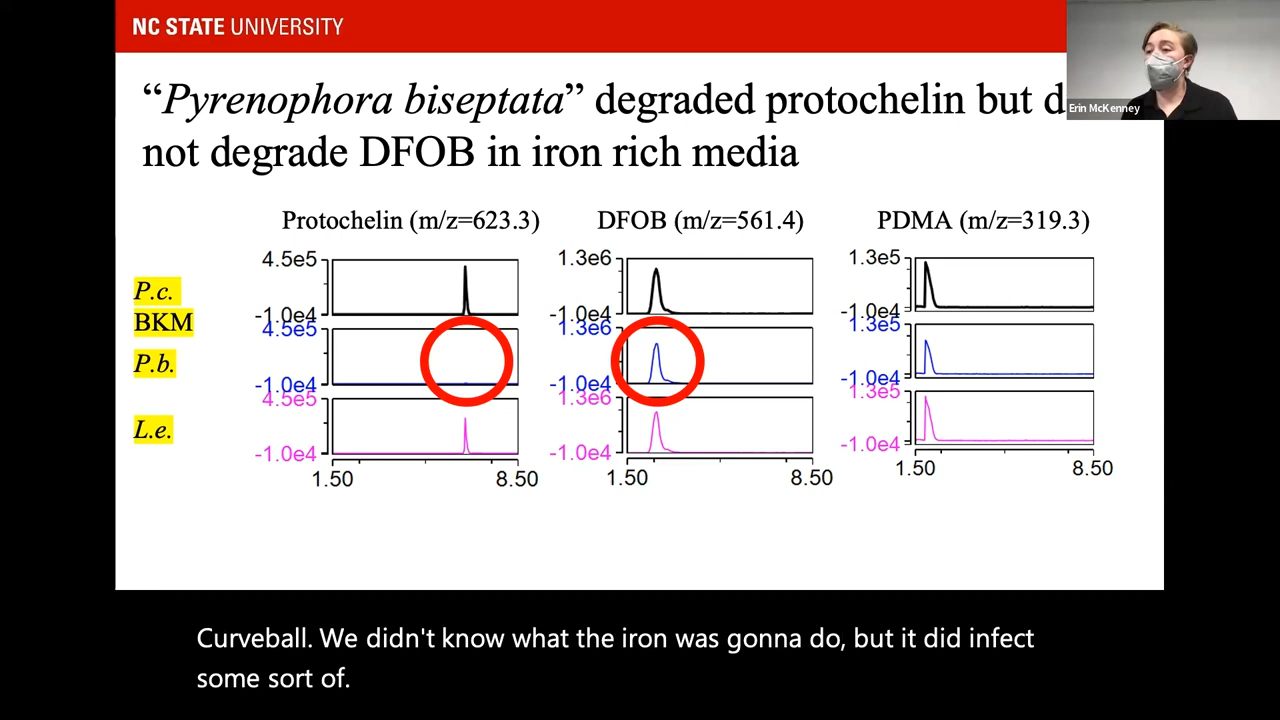 NC STATE UNIVERSITY
Erin McKenney
“Pyrenophora biseptata” degraded protochelin but d
not degrade DFOB in iron rich media
Protochelin (m/z=623.3) DFOB (m/z=561.4) PDMA (m/z=319.3)
4.5e5 1.3e6 1.3e5
P.c.
-1.0e4 -1.0e4 -1.0e4
BKM
4.5e5 1.3e6 1.3e5
P.b.
-1.0e4 -1.0e4 -1.0e4
4.5e5 1.3e6 1.3e5
L.e.
-1.0e4 -1.0e4 -1.0e4
1.50 8.50 1.50 8.50 1.50 8.50
Curveball. We didn't know what the iron was gonna do, but it did infect
some sort of.